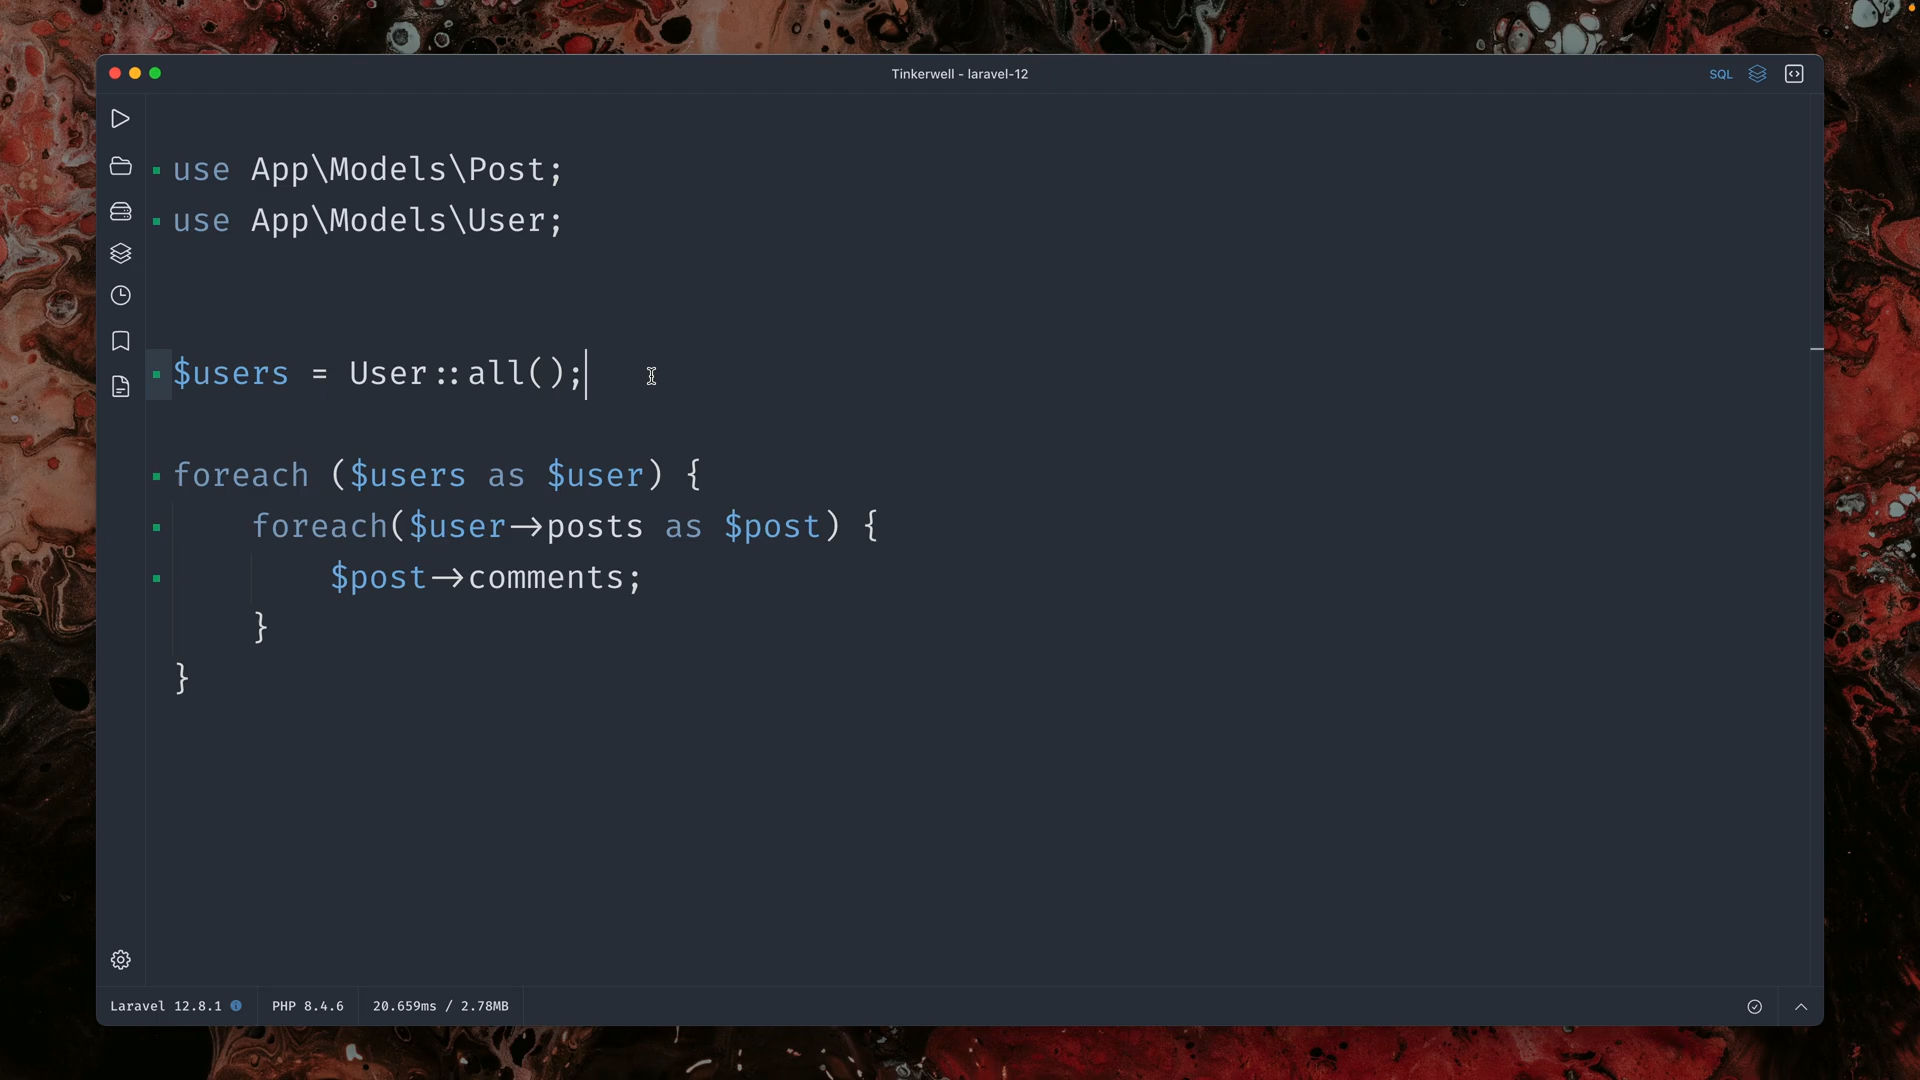 Tinkerwell - laravel-12
SQL
use App\Models\Post;
use App\Models\User;
$users = User::all();
foreach ($users as $user) {
    foreach($user->posts as $post) {
        $post->comments;
    }
}
Laravel 12.8.1
PHP 8.4.6
20.659ms / 2.78MB